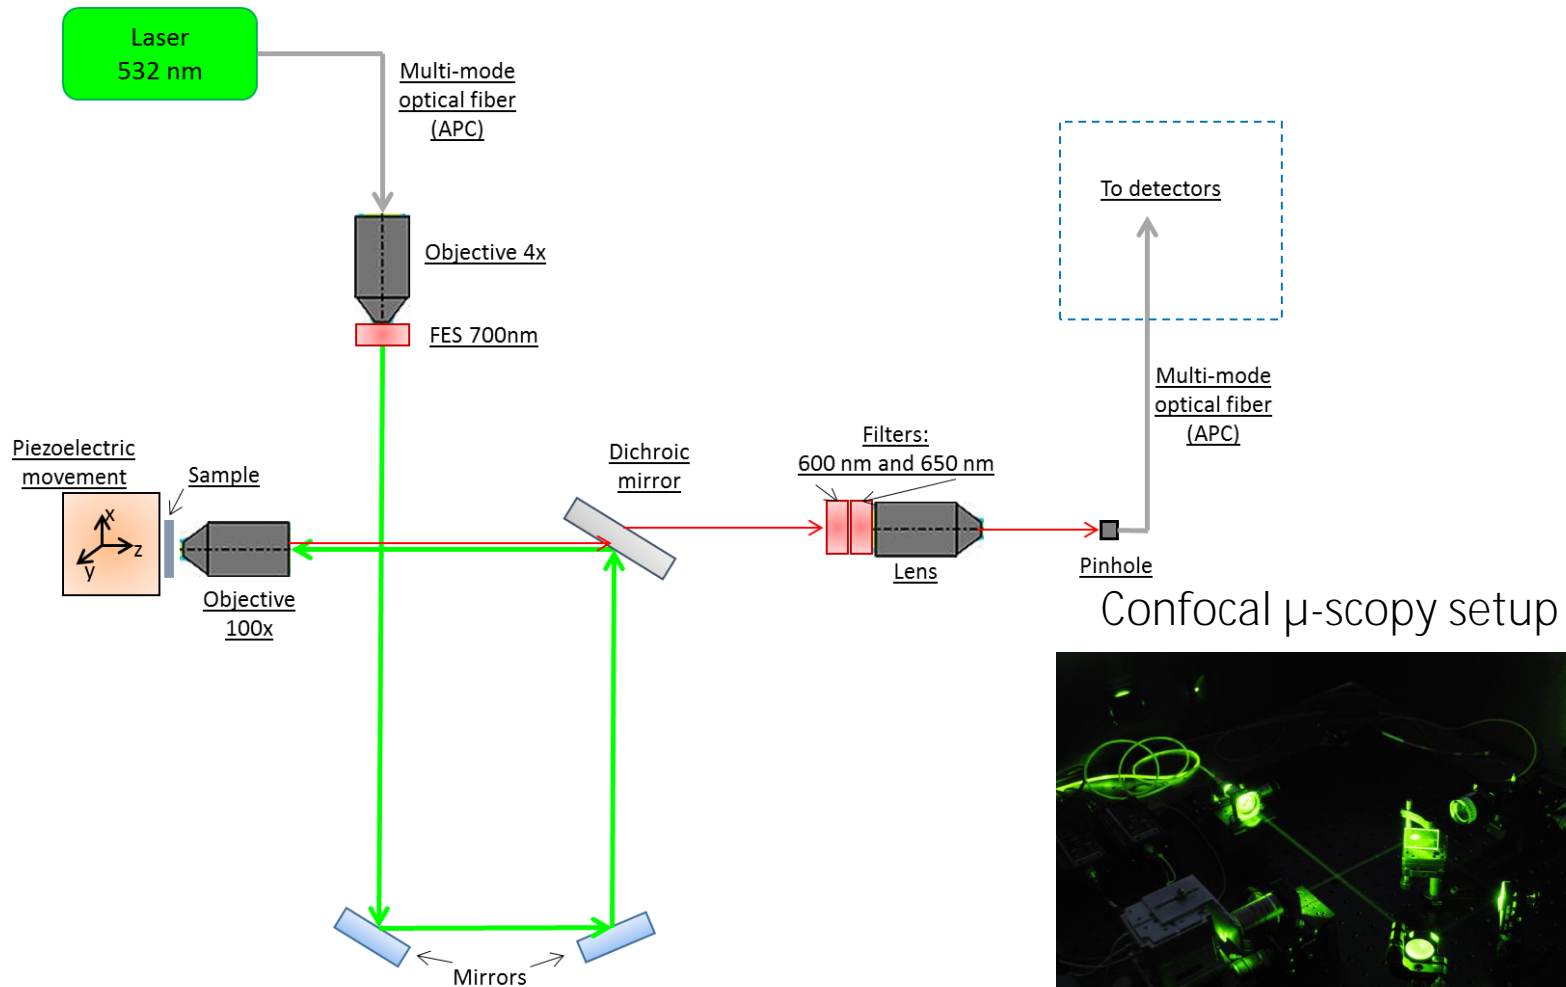 Laser
532 nm
Multi-mode
optical fiber
(APC)
To detectors
Objective 4x
FES 700nm
Multi-mode
optical fiber
(APC)
Piezoelectric
movement
Sample
Dichroic
mirror
Filters:
600 nm and 650 nm
x
z
y
Objective
100x
Lens
Pinhole
Confocal µ-scopy setup
Mirrors